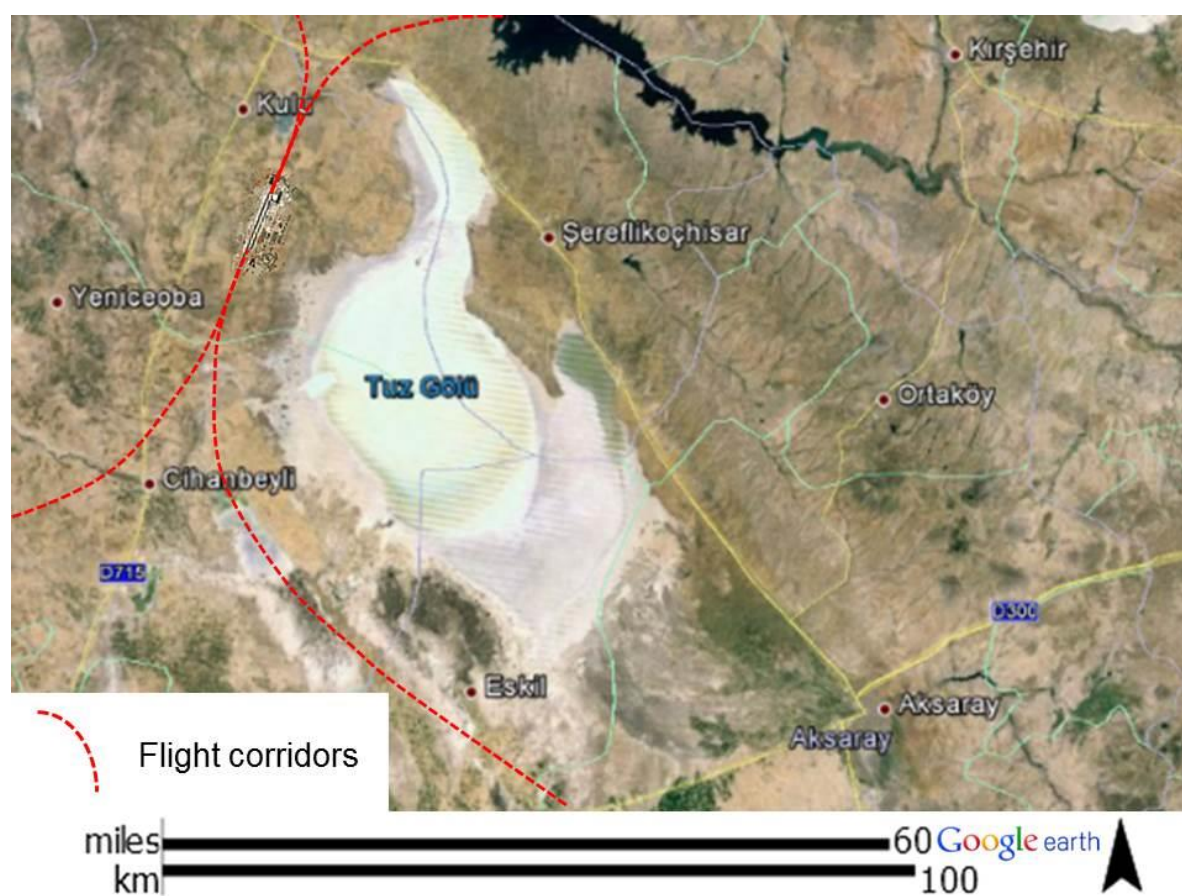 Kırşehir
Kulu
Şereflikoçhisar
Yeniceoba
Tuz Gölü
Ortaköy
Cihanbeyli
D715
D300
Eskil
Aksaray
Aksaray
Flight corridors
miles 60 Google earth
km 100